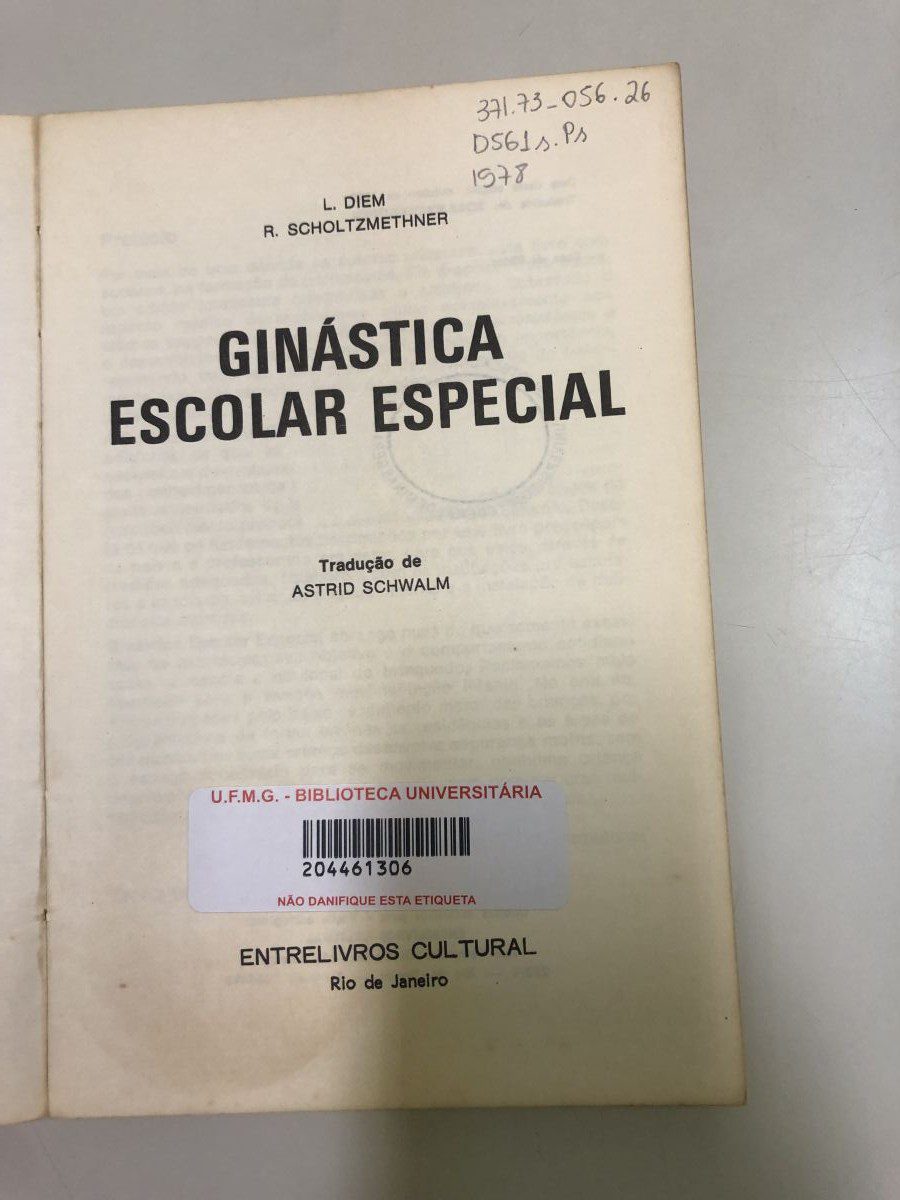 371.73-056.26
D561s.Ps
1978
L. DIEM
R. SCHOLTZMETHNER
GINÁSTICA
ESCOLAR ESPECIAL
Tradução de
ASTRID SCHWALM
U.F.M.G. - BIBLIOTECA UNIVERSITÁRIA
204461306
NÃO DANIFIQUE ESTA ETIQUETA
ENTRELIVROS CULTURAL
Rio de Janeiro